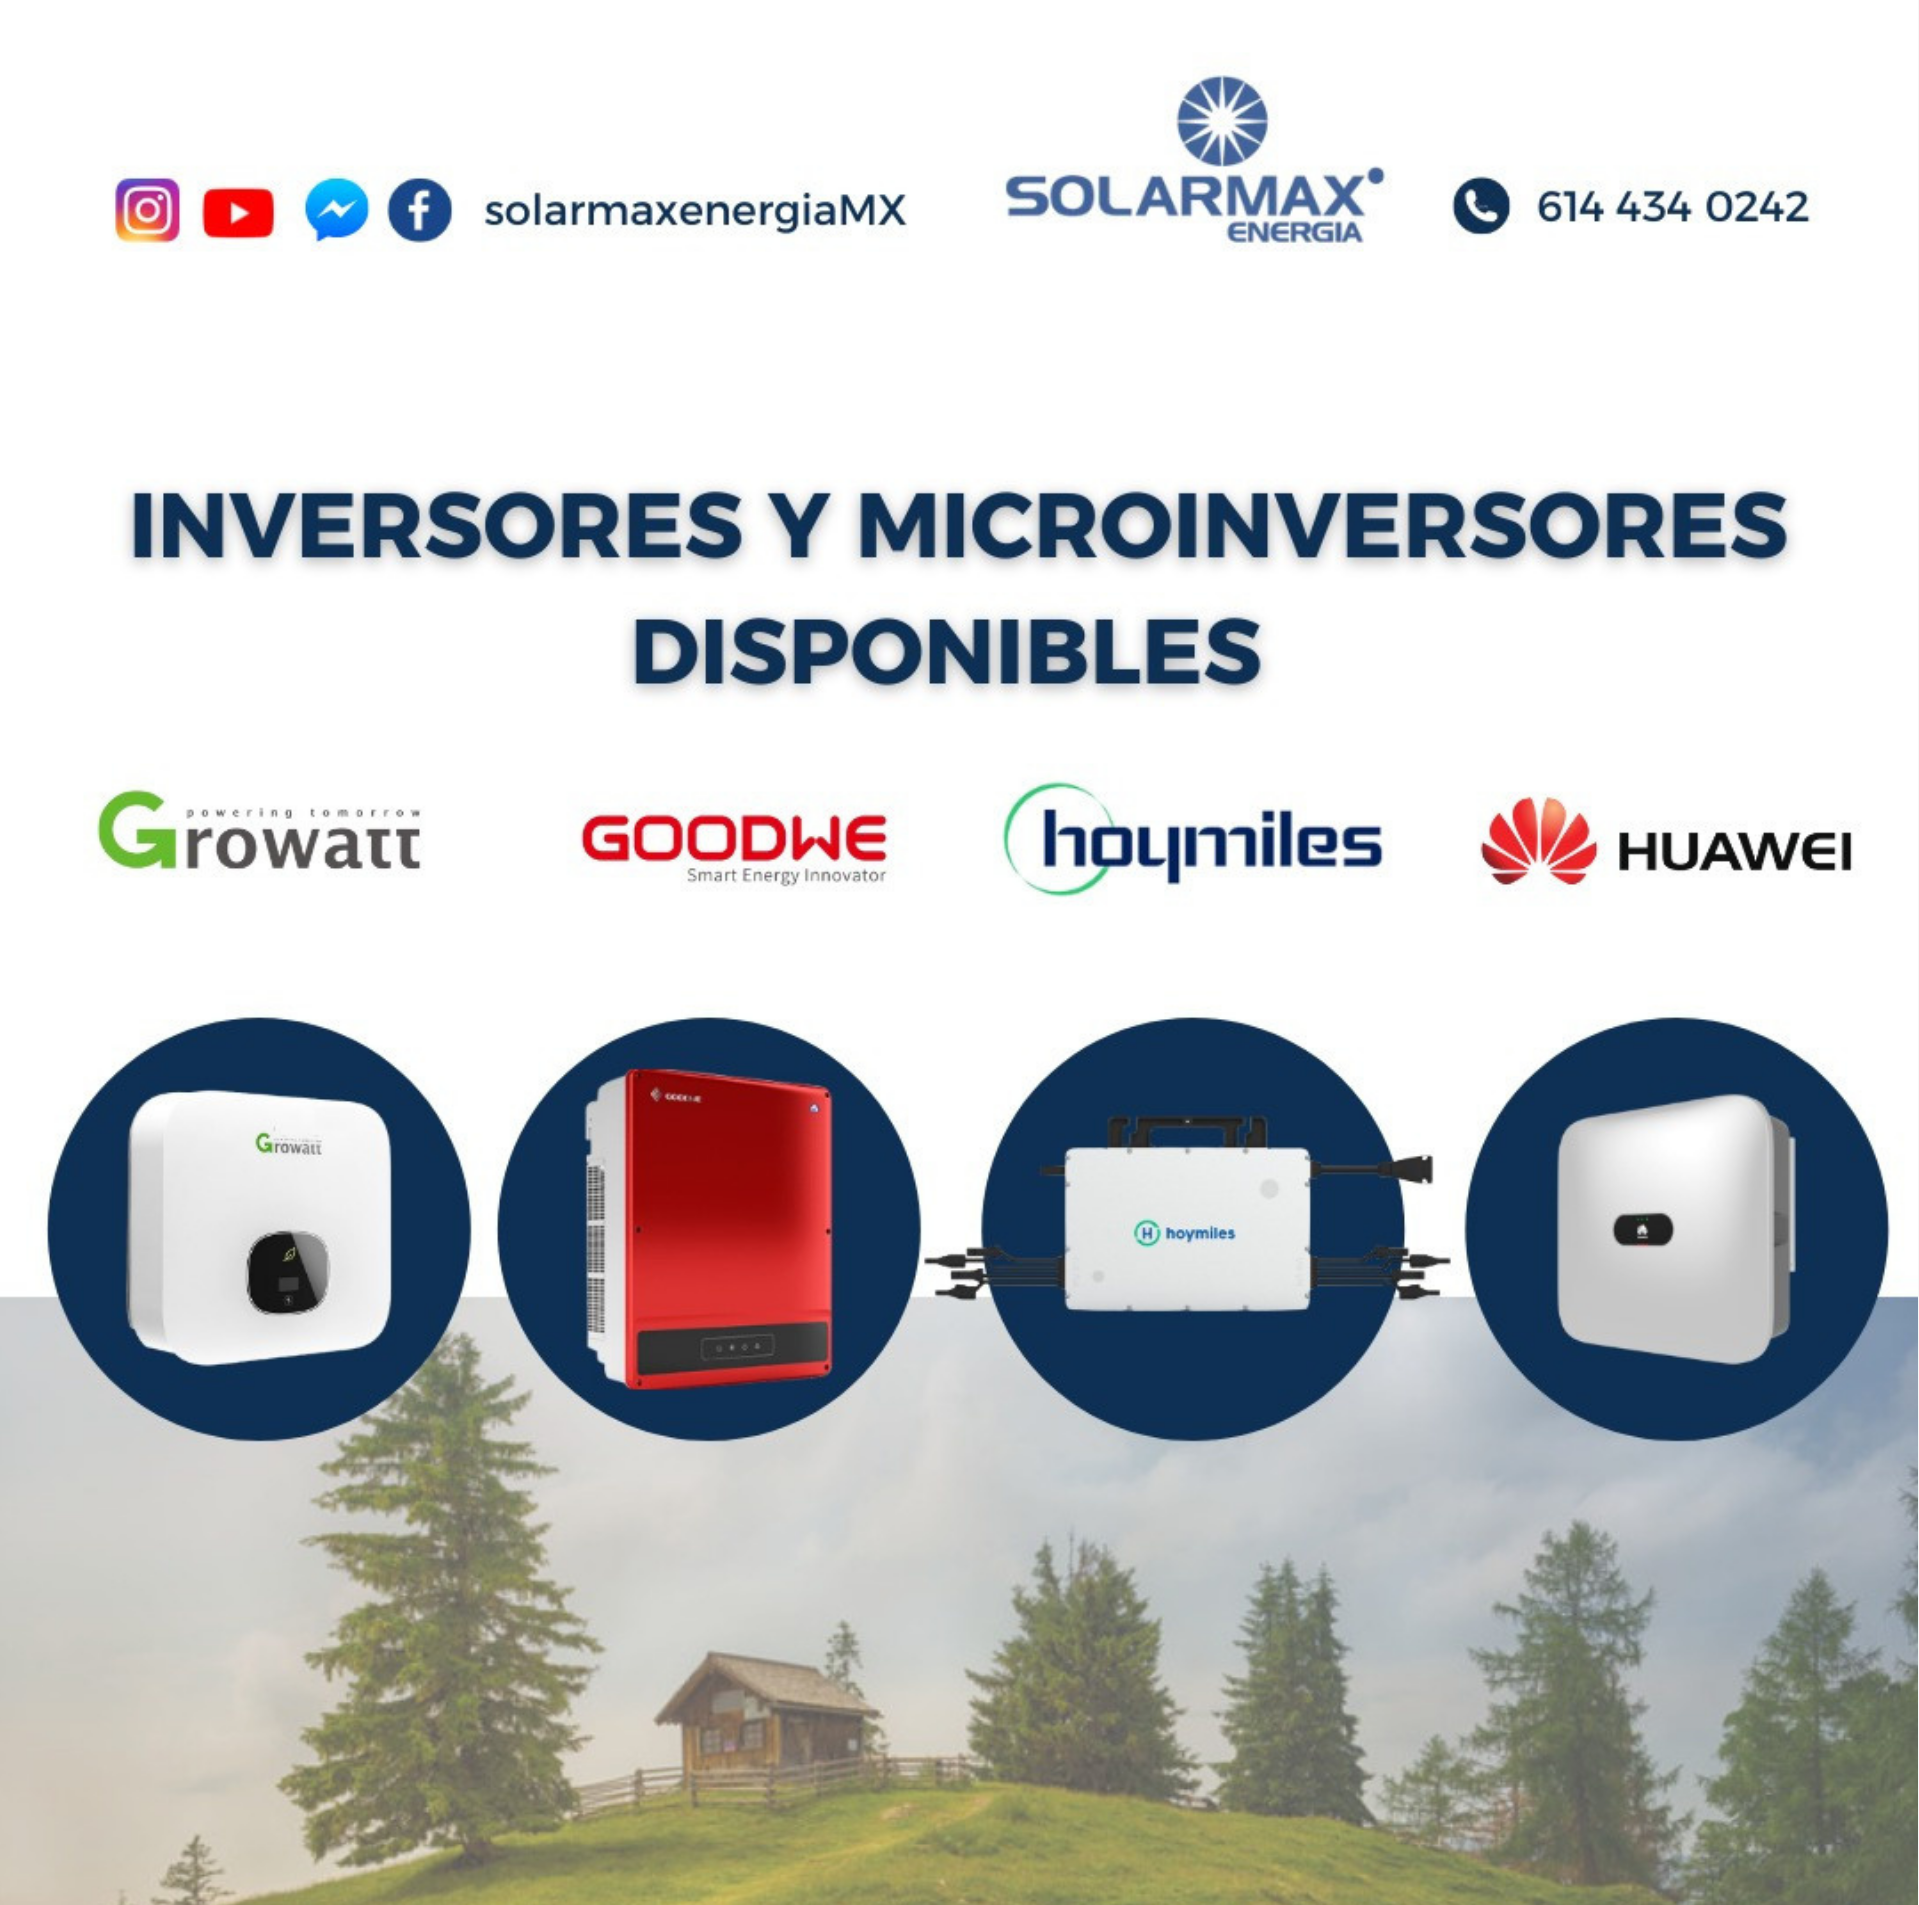 solarmaxenergiaMX
SOLARMAX
ENERGIA
614 434 0242
INVERSORES Y MICROINVERSORES
DISPONIBLES
powering tomorrow
Growatt
GOODWE
Smart Energy Innovator
hoymiles
HUAWEI
Growatt
GOODWE
H hoymiles